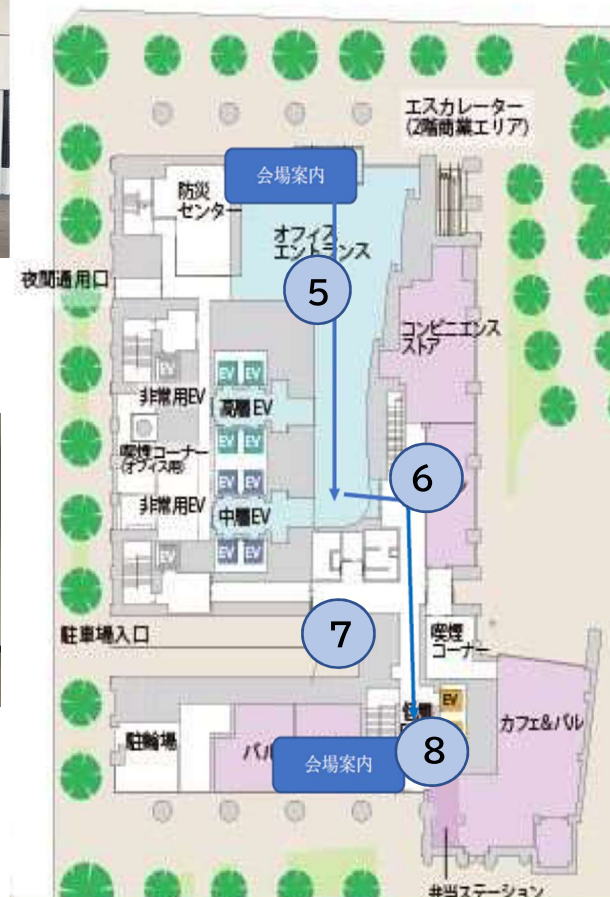 エスカレーター
(2階商業エリア)
会場案内
防災
センター
オフィス
エントランス
夜間通用口
5
コンビニエンス
ストア
EV
EV EV
非常用EV
高層EV
EV EV
喫煙コーナー
(オフィス用)
6
EV EV
非常用EV
中層EV
EV
EV EV
7
駐車場入口
喫煙
コーナー
EV
カフェ&バル
駐輪場
8
会場案内
弁当ステーション